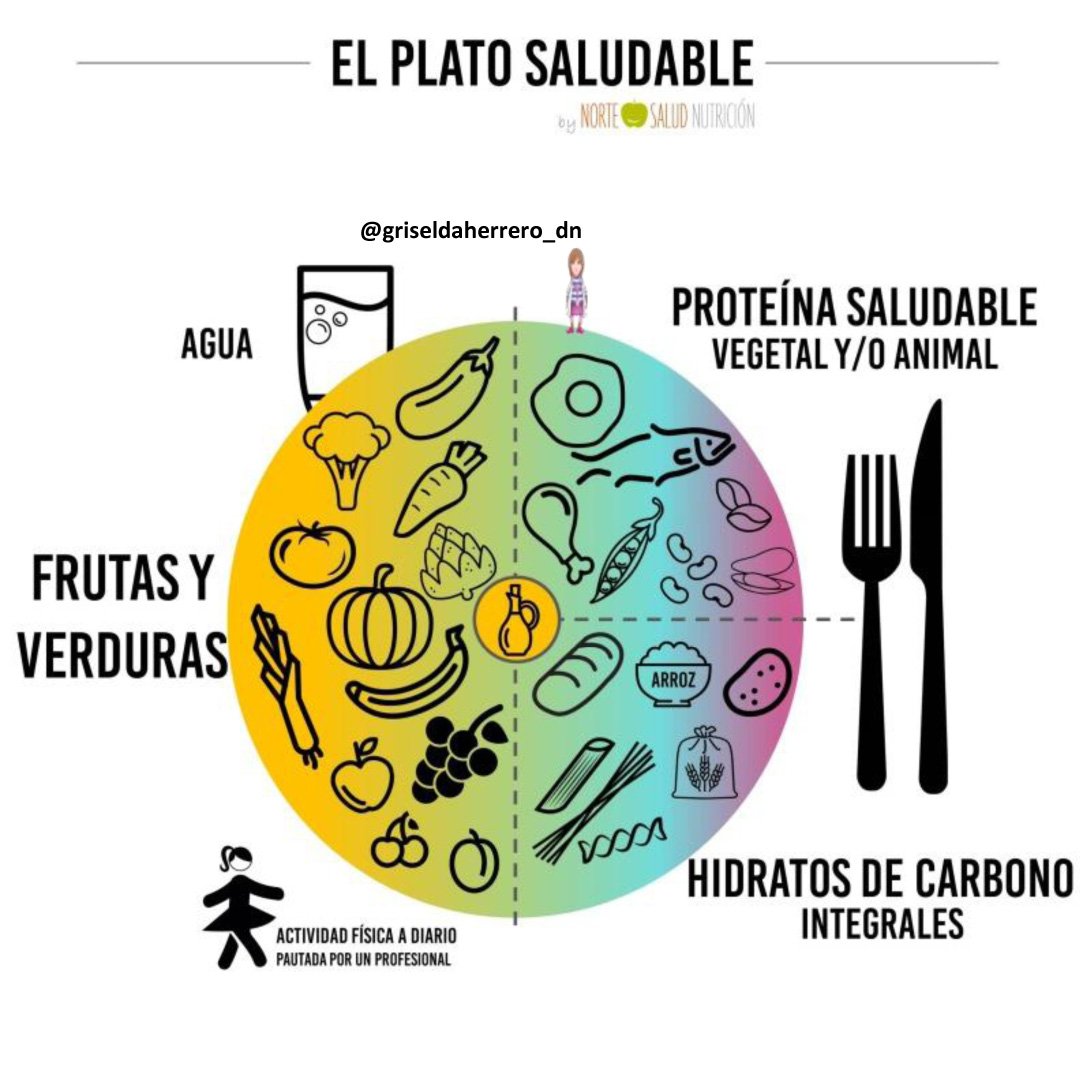 EL PLATO SALUDABLE
by NORTE SALUD NUTRICIÓN
@griseldaherrero_dn
AGUA
PROTEÍNA SALUDABLE
VEGETAL Y/O ANIMAL
FRUTAS Y
VERDURAS
ARROZ
HIDRATOS DE CARBONO
INTEGRALES
ACTIVIDAD FÍSICA A DIARIO
PAUTADA POR UN PROFESIONAL